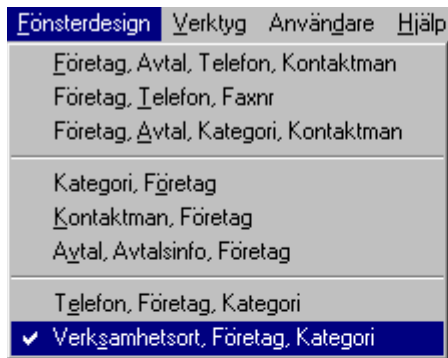 Fönsterdesign Verktyg Användare Hjälp
Företag, Avtal, Telefon, Kontaktman
Företag, Telefon, Faxnr
Företag, Avtal, Kategori, Kontaktman
Kategori, Företag
Kontaktman, Företag
Avtal, Avtalsinfo, Företag
Telefon, Företag, Kategori
Verksamhetsort, Företag, Kategori